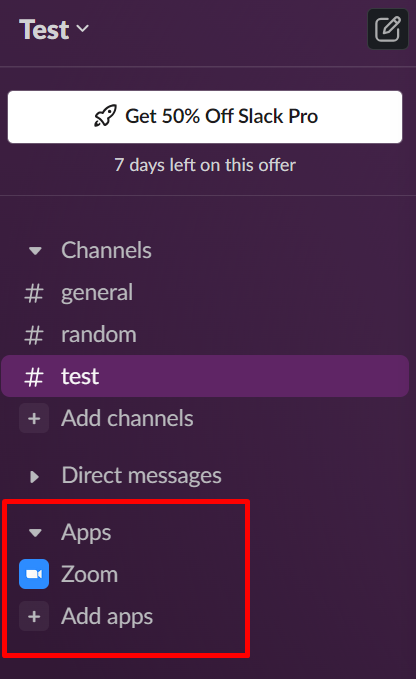 Test
Get 50% Off Slack Pro
7 days left on this offer
Channels
# general
# random
# test
+ Add channels
Direct messages
Apps
Zoom
+ Add apps